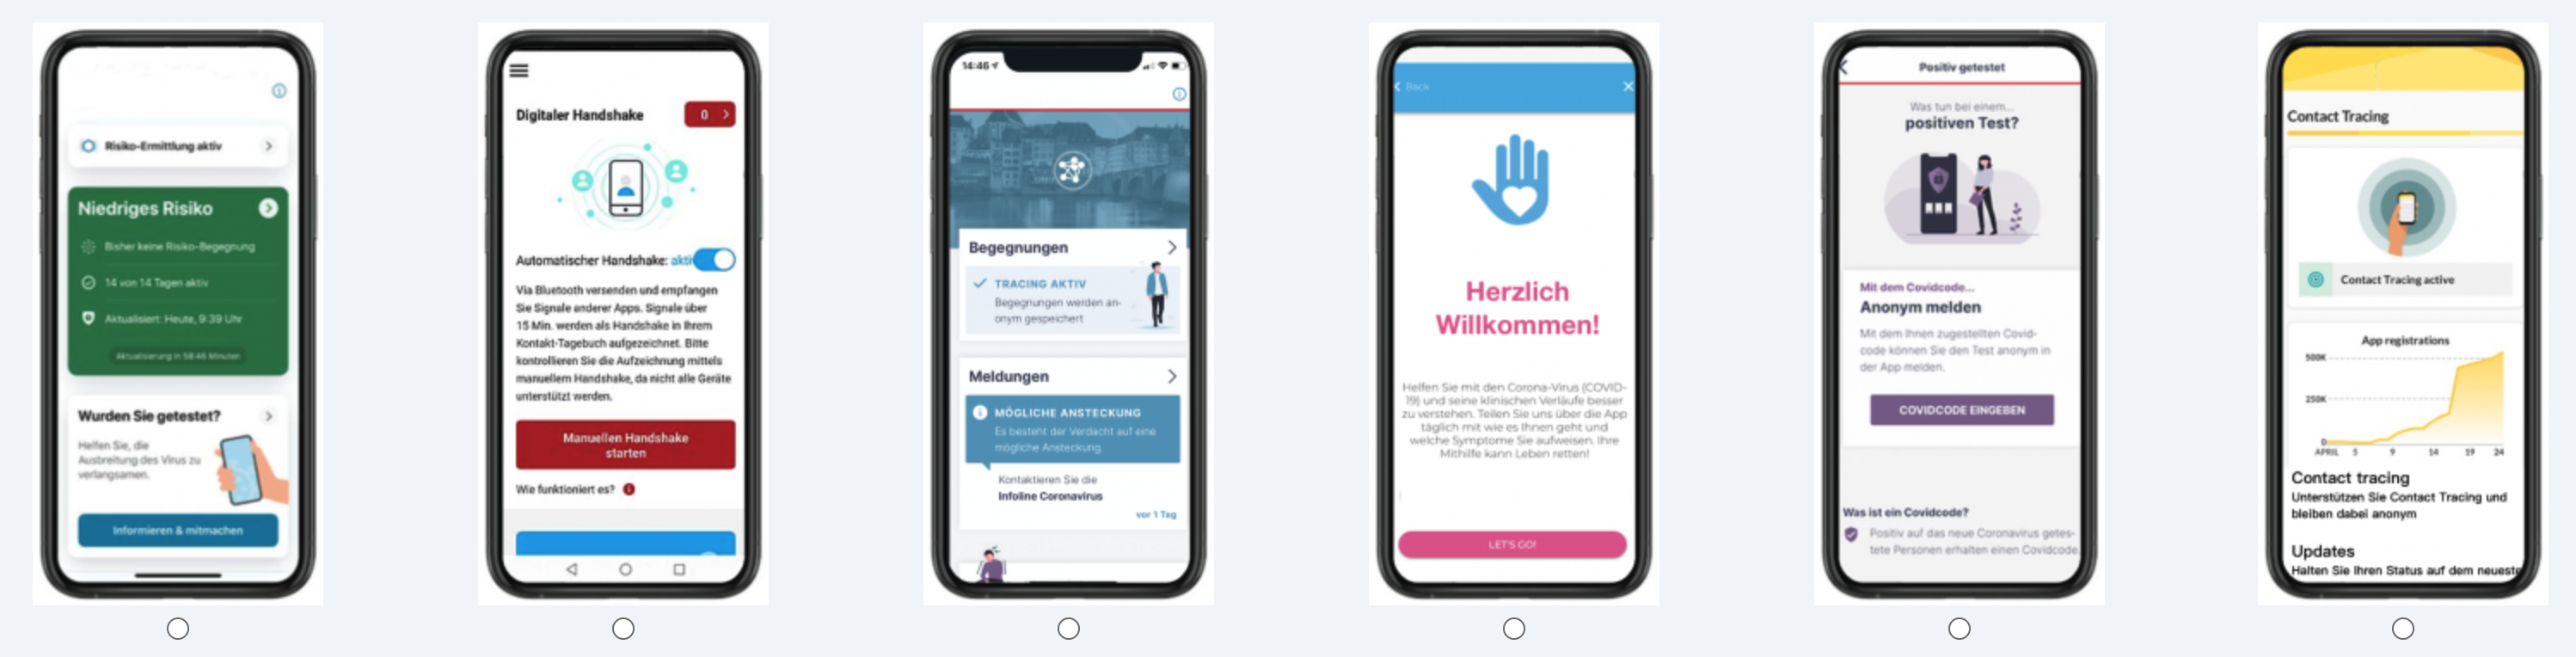 Risiko-Ermittlung aktiv
Niedriges Risiko
Bisher keine Risiko-Begegnung
14 von 14 Tagen aktiv
Aktualisiert: Heute, 9:39 Uhr
Aktualisierung in 58:46 Minuten
Wurden Sie getestet?
Helfen Sie, die
Ausbreitung des Virus zu
verlangsamen.
Informieren & mitmachen
Digitaler Handshake
0
Automatischer Handshake: akti
Via Bluetooth versenden und empfangen
Sie Signale anderer Apps. Signale über
15 Min. werden als Handshake in Ihrem
Kontakt-Tagebuch aufgezeichnet. Bitte
kontrollieren Sie die Aufzeichnung mittels
manuellem Handshake, da nicht alle Geräte
unterstützt werden.
Manuellen Handshake
starten
Wie funktioniert es?
14:46
Begegnungen
TRACING AKTIV
Begegnungen werden an-
onym gespeichert
Meldungen
MÖGLICHE ANSTECKUNG
Es besteht der Verdacht auf eine
mögliche Ansteckung.
Kontaktieren Sie die
Infoline Coronavirus
vor 1 Tag
Back
Herzlich
Willkommen!
Helfen Sie mit den Corona-Virus (COVID-
19) und seine klinischen Verläufe besser
zu verstehen. Teilen Sie uns über die App
täglich mit wie es Ihnen geht und
welche Symptome Sie aufweisen. Ihre
Mithilfe kann Leben retten!
LET'S GO!
Positiv getestet
Was tun bei einem...
positiven Test?
Mit dem Covidcode...
Anonym melden
Mit dem Ihnen zugestellten Covid-
code können Sie den Test anonym in
der App melden.
COVIDCODE EINGEBEN
Was ist ein Covidcode?
Positiv auf das neue Coronavirus getes-
tete Personen erhalten einen Covidcode.
Contact Tracing
Contact Tracing active
App registrations
500K
250K
0
APRIL 5 9 14 19 24
Contact tracing
Unterstützen Sie Contact Tracing und
bleiben dabei anonym
Updates
Halten Sie Ihren Status auf dem neueste